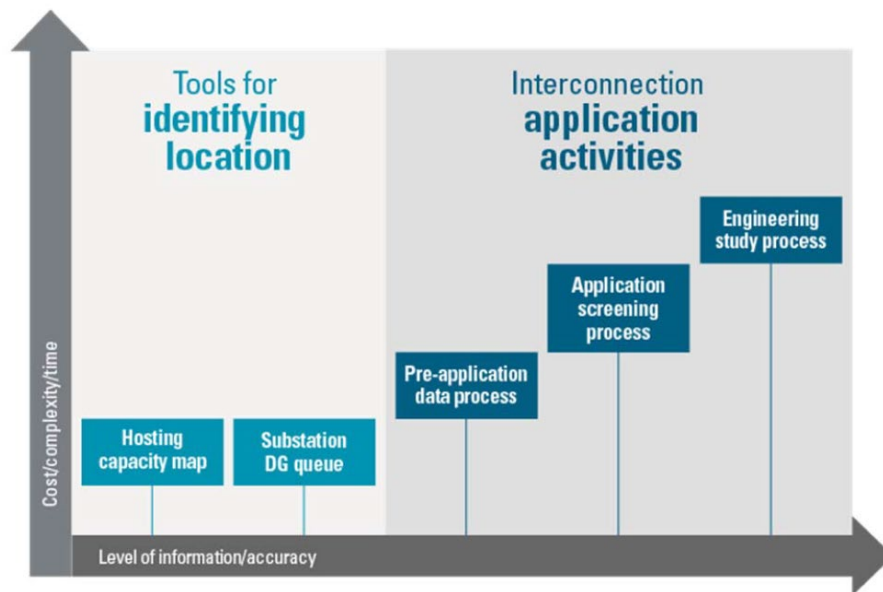 Tools for
identifying
location
Interconnection
application
activities
Engineering
study process
Application
screening
process
Pre-application
data process
Hosting
capacity map
Substation
DG queue
Cost/complexity/time
Level of information/accuracy